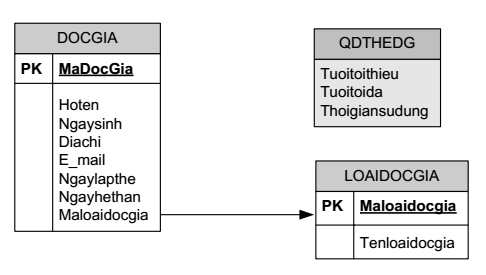 DOCGIA
PK MaDocGia
Hoten
Ngaysinh
Diachi
E_mail
Ngaylapthe
Ngayhethan
Maloaidocgia
QDTHEDG
Tuoitoithieu
Tuoitoida
Thoigiansudung
LOAIDOCGIA
PK Maloaidocgia
Tenloaidocgia